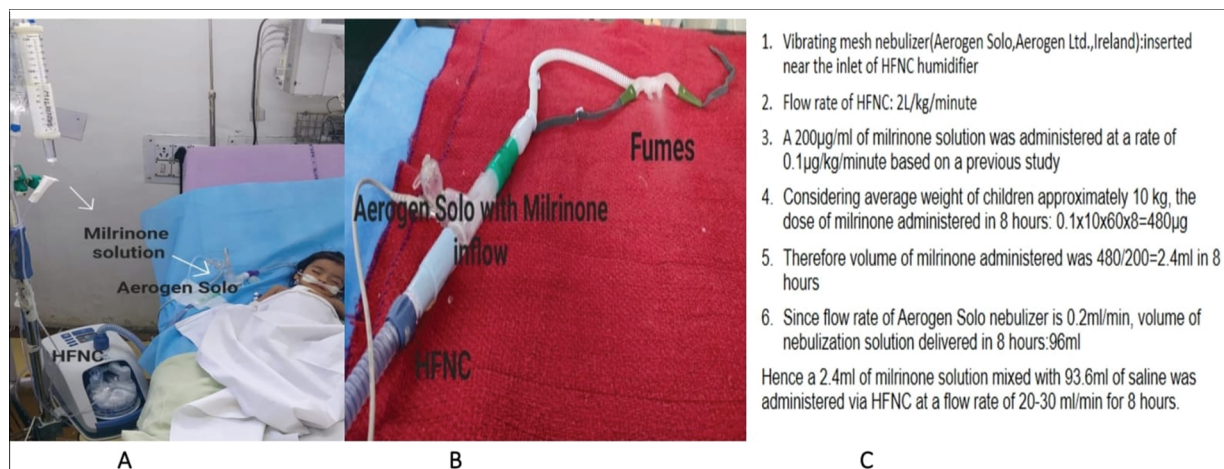 Milrinone
solution
Aerogen Solo
HFNC
Fumes
Aerogen Solo with Milrinone
inflow
HFNC
1. Vibrating mesh nebulizer(Aerogen Solo,Aerogen Ltd.,Ireland):inserted
near the inlet of HFNC humidifier
2. Flow rate of HFNC: 2L/kg/minute
3. A 200µg/ml of milrinone solution was administered at a rate of
0.1µg/kg/minute based on a previous study
4. Considering average weight of children approximately 10 kg, the
dose of milrinone administered in 8 hours: 0.1x10x60x8=480µg
5. Therefore volume of milrinone administered was 480/200=2.4ml in 8
hours
6. Since flow rate of Aerogen Solo nebulizer is 0.2ml/min, volume of
nebulization solution delivered in 8 hours:96ml
Hence a 2.4ml of milrinone solution mixed with 93.6ml of saline was
administered via HFNC at a flow rate of 20-30 ml/min for 8 hours.
A
B
C